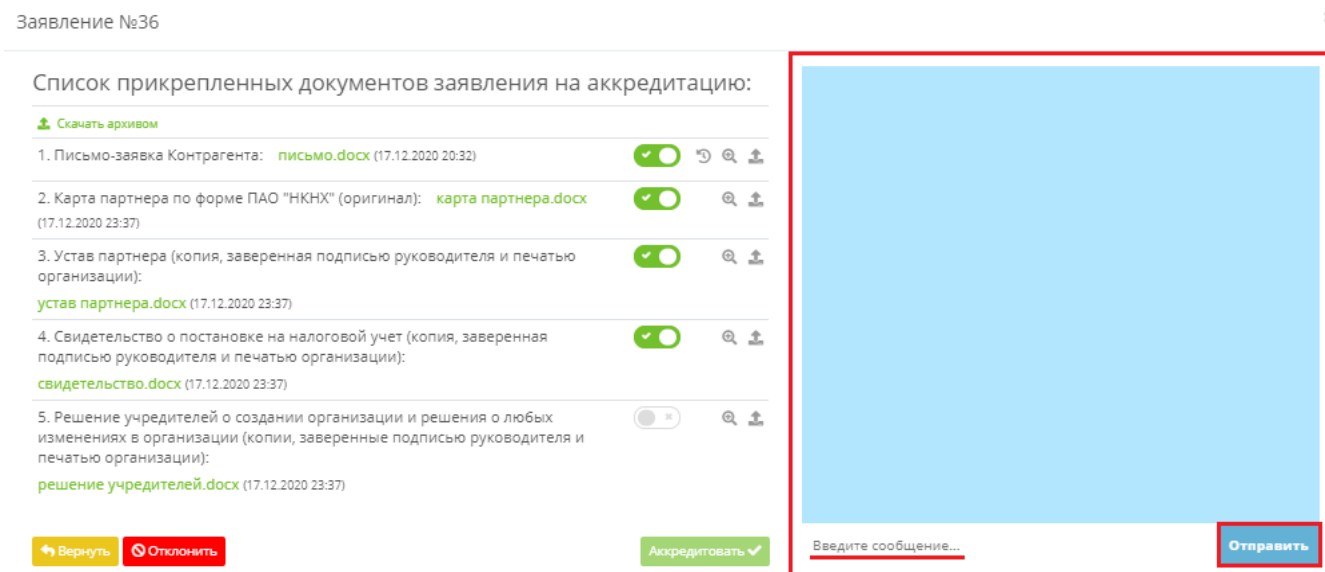 Заявление №36
Список прикрепленных документов заявления на аккредитацию:
Скачать архивом
1. Письмо-заявка Контрагента: письмо.docx (17.12.2020 20:32)
2. Карта партнера по форме ПАО "НКНХ" (оригинал): карта партнера.docx
(17.12.2020 23:37)
3. Устав партнера (копия, заверенная подписью руководителя и печатью
организации):
устав партнера.docx (17.12.2020 23:37)
4. Свидетельство о постановке на налоговой учет (копия, заверенная
подписью руководителя и печатью организации):
свидетельство.docx (17.12.2020 23:37)
5. Решение учредителей о создании организации и решения о любых
изменениях в организации (копии, заверенные подписью руководителя и
печатью организации):
решение учредителей.docx (17.12.2020 23:37)
Вернуть Отклонить Аккредитовать
Введите сообщение... Отправить